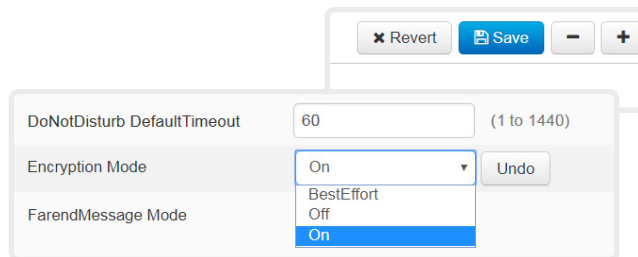 Revert Save
DoNotDisturb DefaultTimeout 60 (1 to 1440)
Encryption Mode On Undo
BestEffort
Off
FarendMessage Mode
On